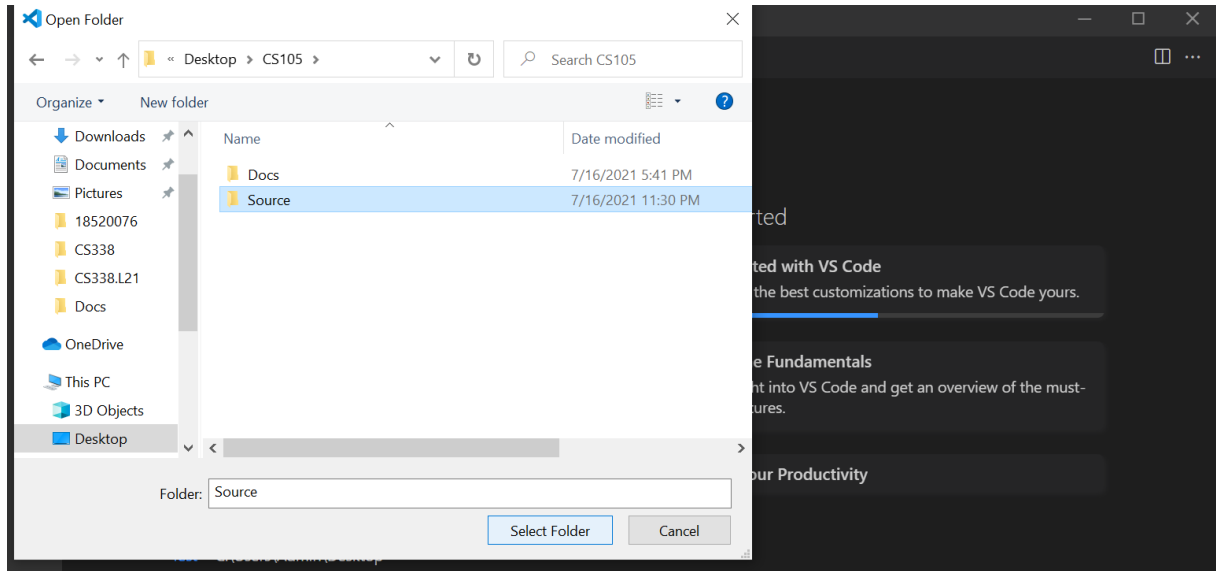 Open Folder
« Desktop > CS105 >
Search CS105
Organize
New folder
Downloads
Documents
Pictures
18520076
CS338
CS338.L21
Docs
OneDrive
This PC
3D Objects
Desktop
Name
Date modified
Docs
7/16/2021 5:41 PM
Source
7/16/2021 11:30 PM
Folder:
Source
Select Folder
Cancel
rted
ted with VS Code
the best customizations to make VS Code yours.
e Fundamentals
ht into VS Code and get an overview of the must-
tures.
our Productivity